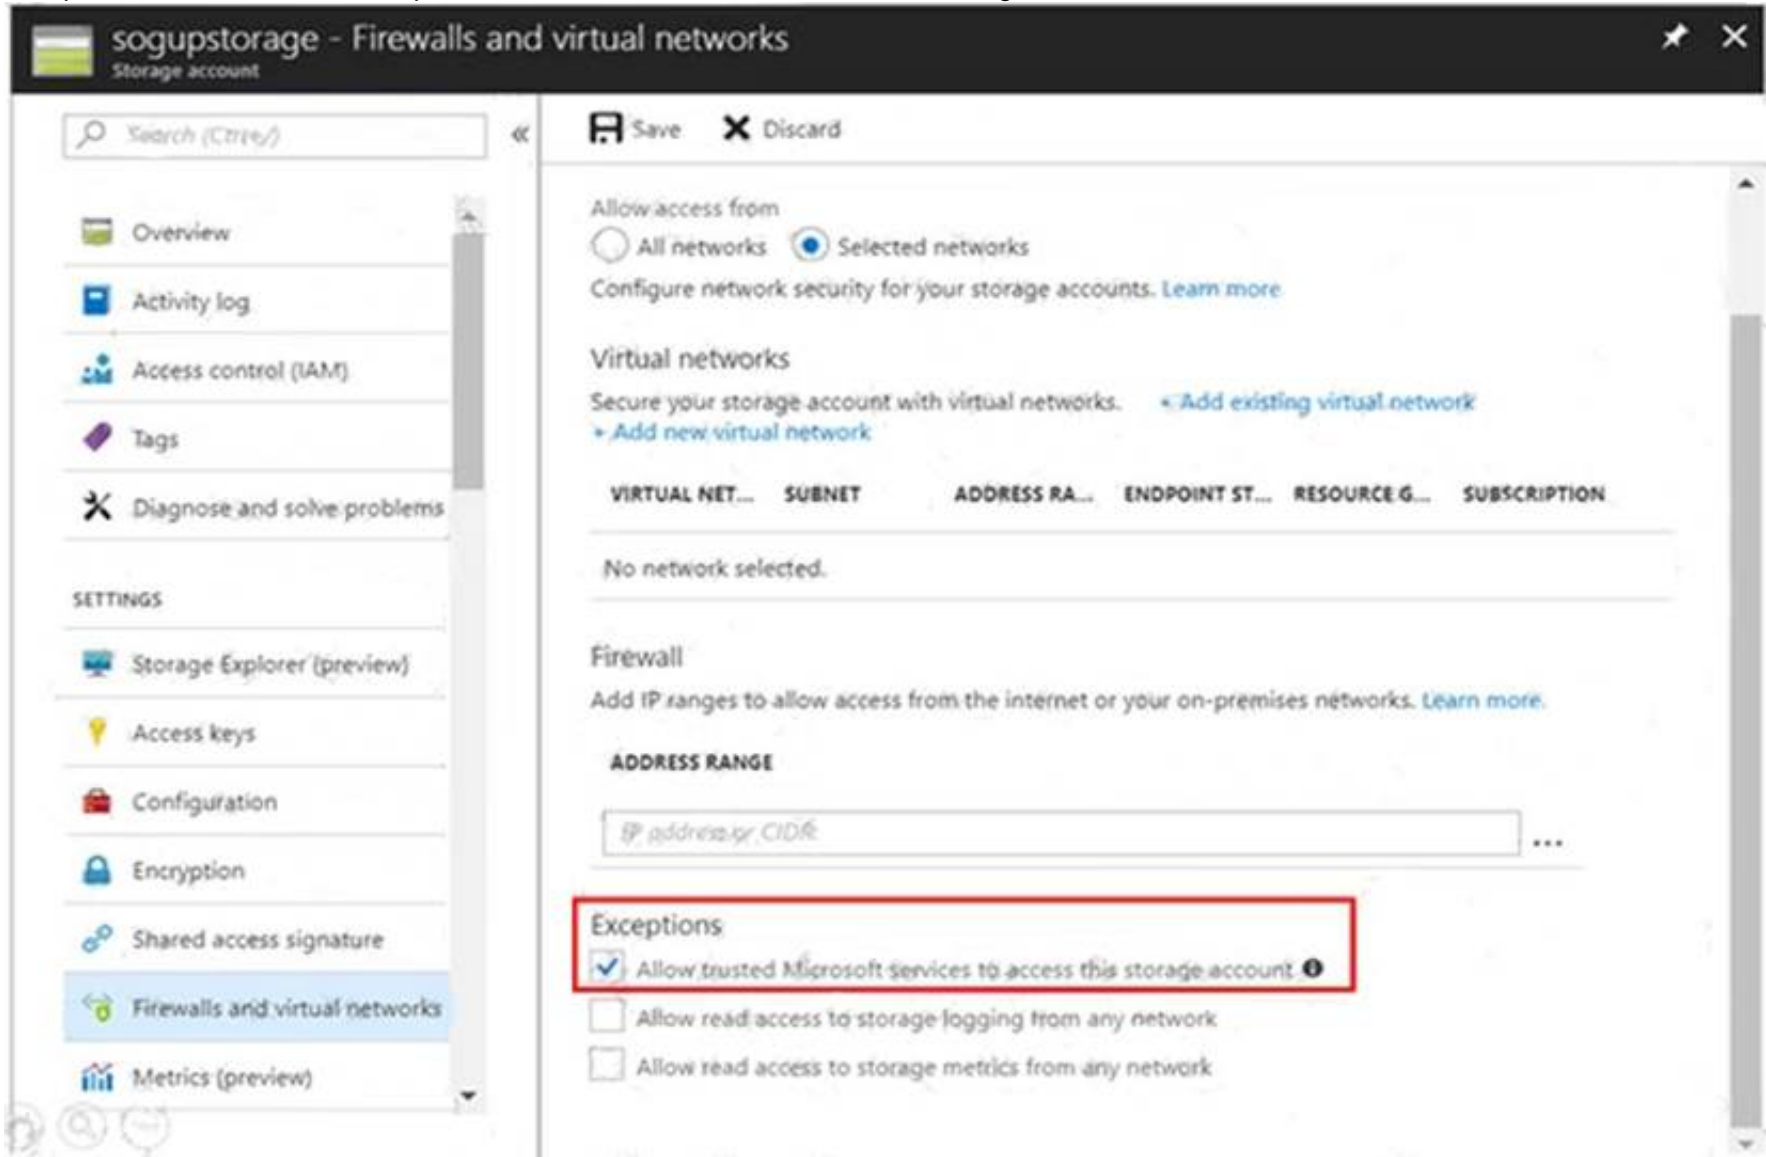 sogupstorage - Firewalls and virtual networks
Storage account
Search (Ctrl+/)
«
Overview
Activity log
Access control (IAM)
Tags
Diagnose and solve problems
SETTINGS
Storage Explorer (preview)
Access keys
Configuration
Encryption
Shared access signature
Firewalls and virtual networks
Metrics (preview)
Save Discard
Allow access from
All networks Selected networks
Configure network security for your storage accounts. Learn more
Virtual networks
Secure your storage account with virtual networks. + Add existing virtual network
+ Add new virtual network
VIRTUAL NET... SUBNET ADDRESS RA... ENDPOINT ST... RESOURCE G... SUBSCRIPTION
No network selected.
Firewall
Add IP ranges to allow access from the internet or your on-premises networks. Learn more.
ADDRESS RANGE
IP address or CIDR
...
Exceptions
Allow trusted Microsoft services to access this storage account
Allow read access to storage logging from any network
Allow read access to storage metrics from any network